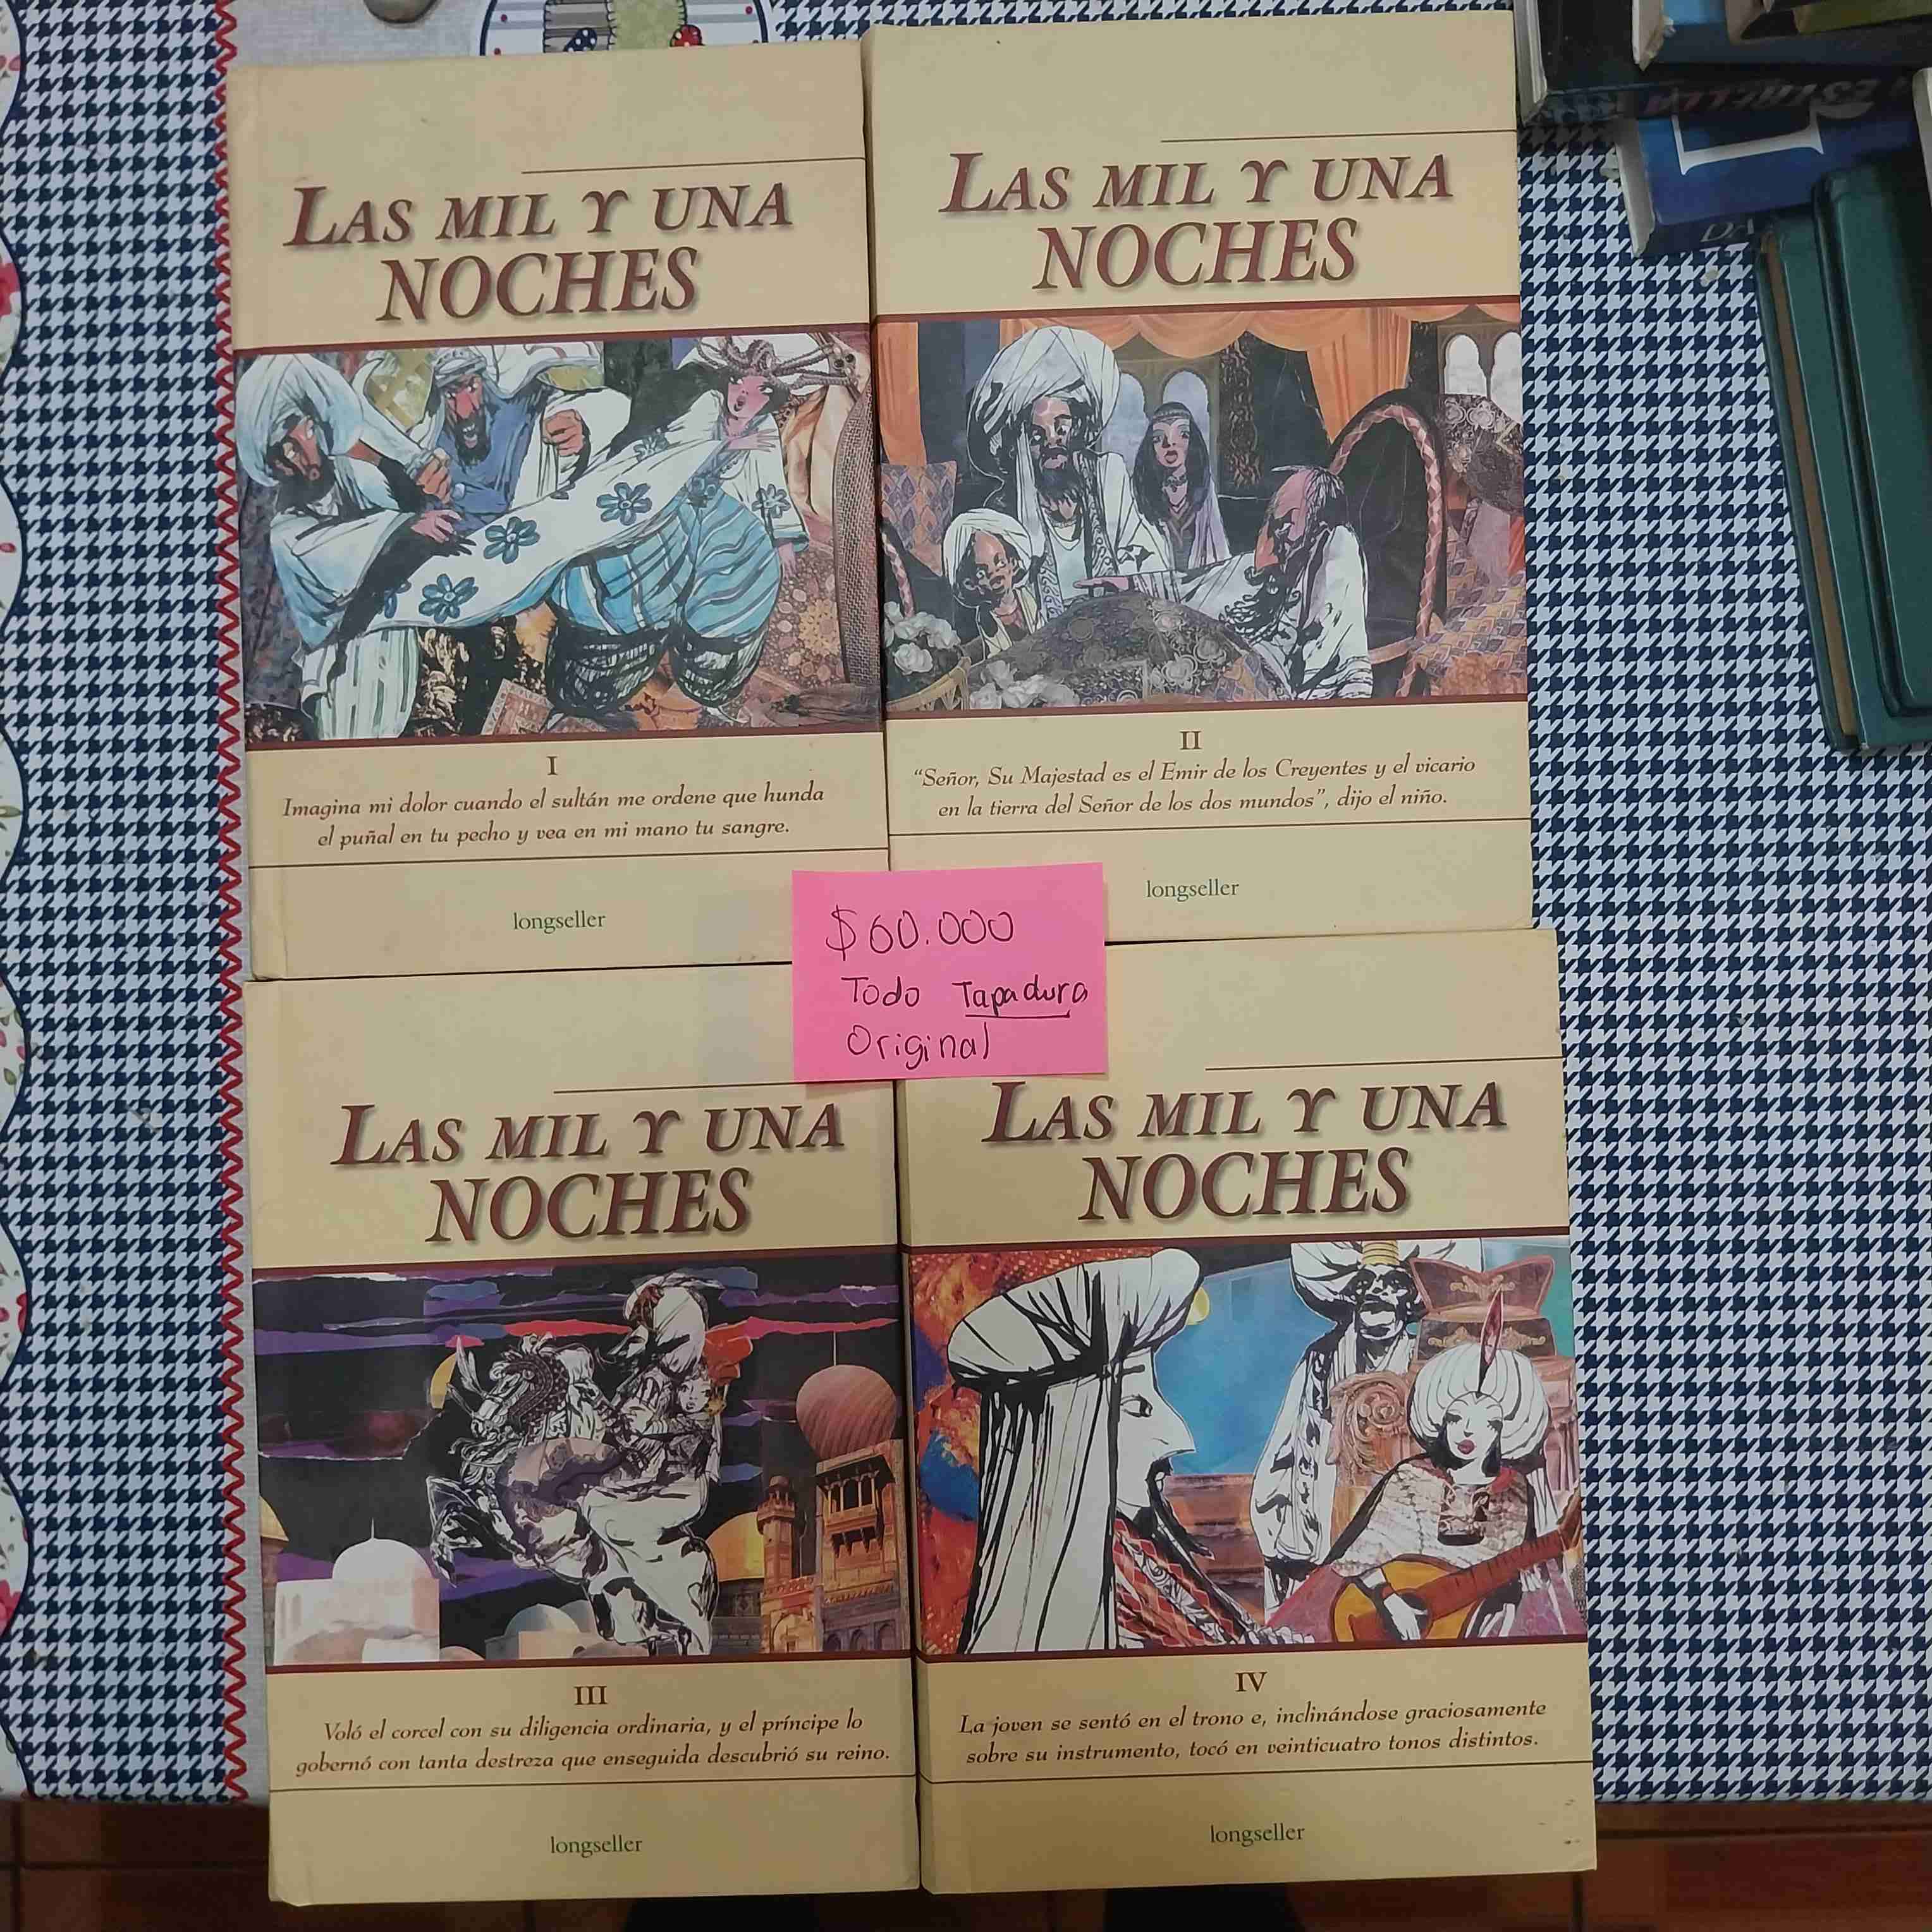 LAS MIL Y UNA
NOCHES
I
Imagina mi dolor cuando el sultán me ordene que hunda
el puñal en tu pecho y vea en mi mano tu sangre.
longseller
LAS MIL Y UNA
NOCHES
II
“Señor, Su Majestad es el Emir de los Creyentes y el vicario
en la tierra del Señor de los dos mundos”, dijo el niño.
longseller
$60.000
Todo Tapa dura
Original
LAS MIL Y UNA
NOCHES
III
Voló el corcel con su diligencia ordinaria, y el príncipe lo
gobernó con tanta destreza que enseguida descubrió su reino.
longseller
LAS MIL Y UNA
NOCHES
IV
La joven se sentó en el trono e, inclinándose graciosamente
sobre su instrumento, tocó en veinticuatro tonos distintos.
longseller
ESTRELLA